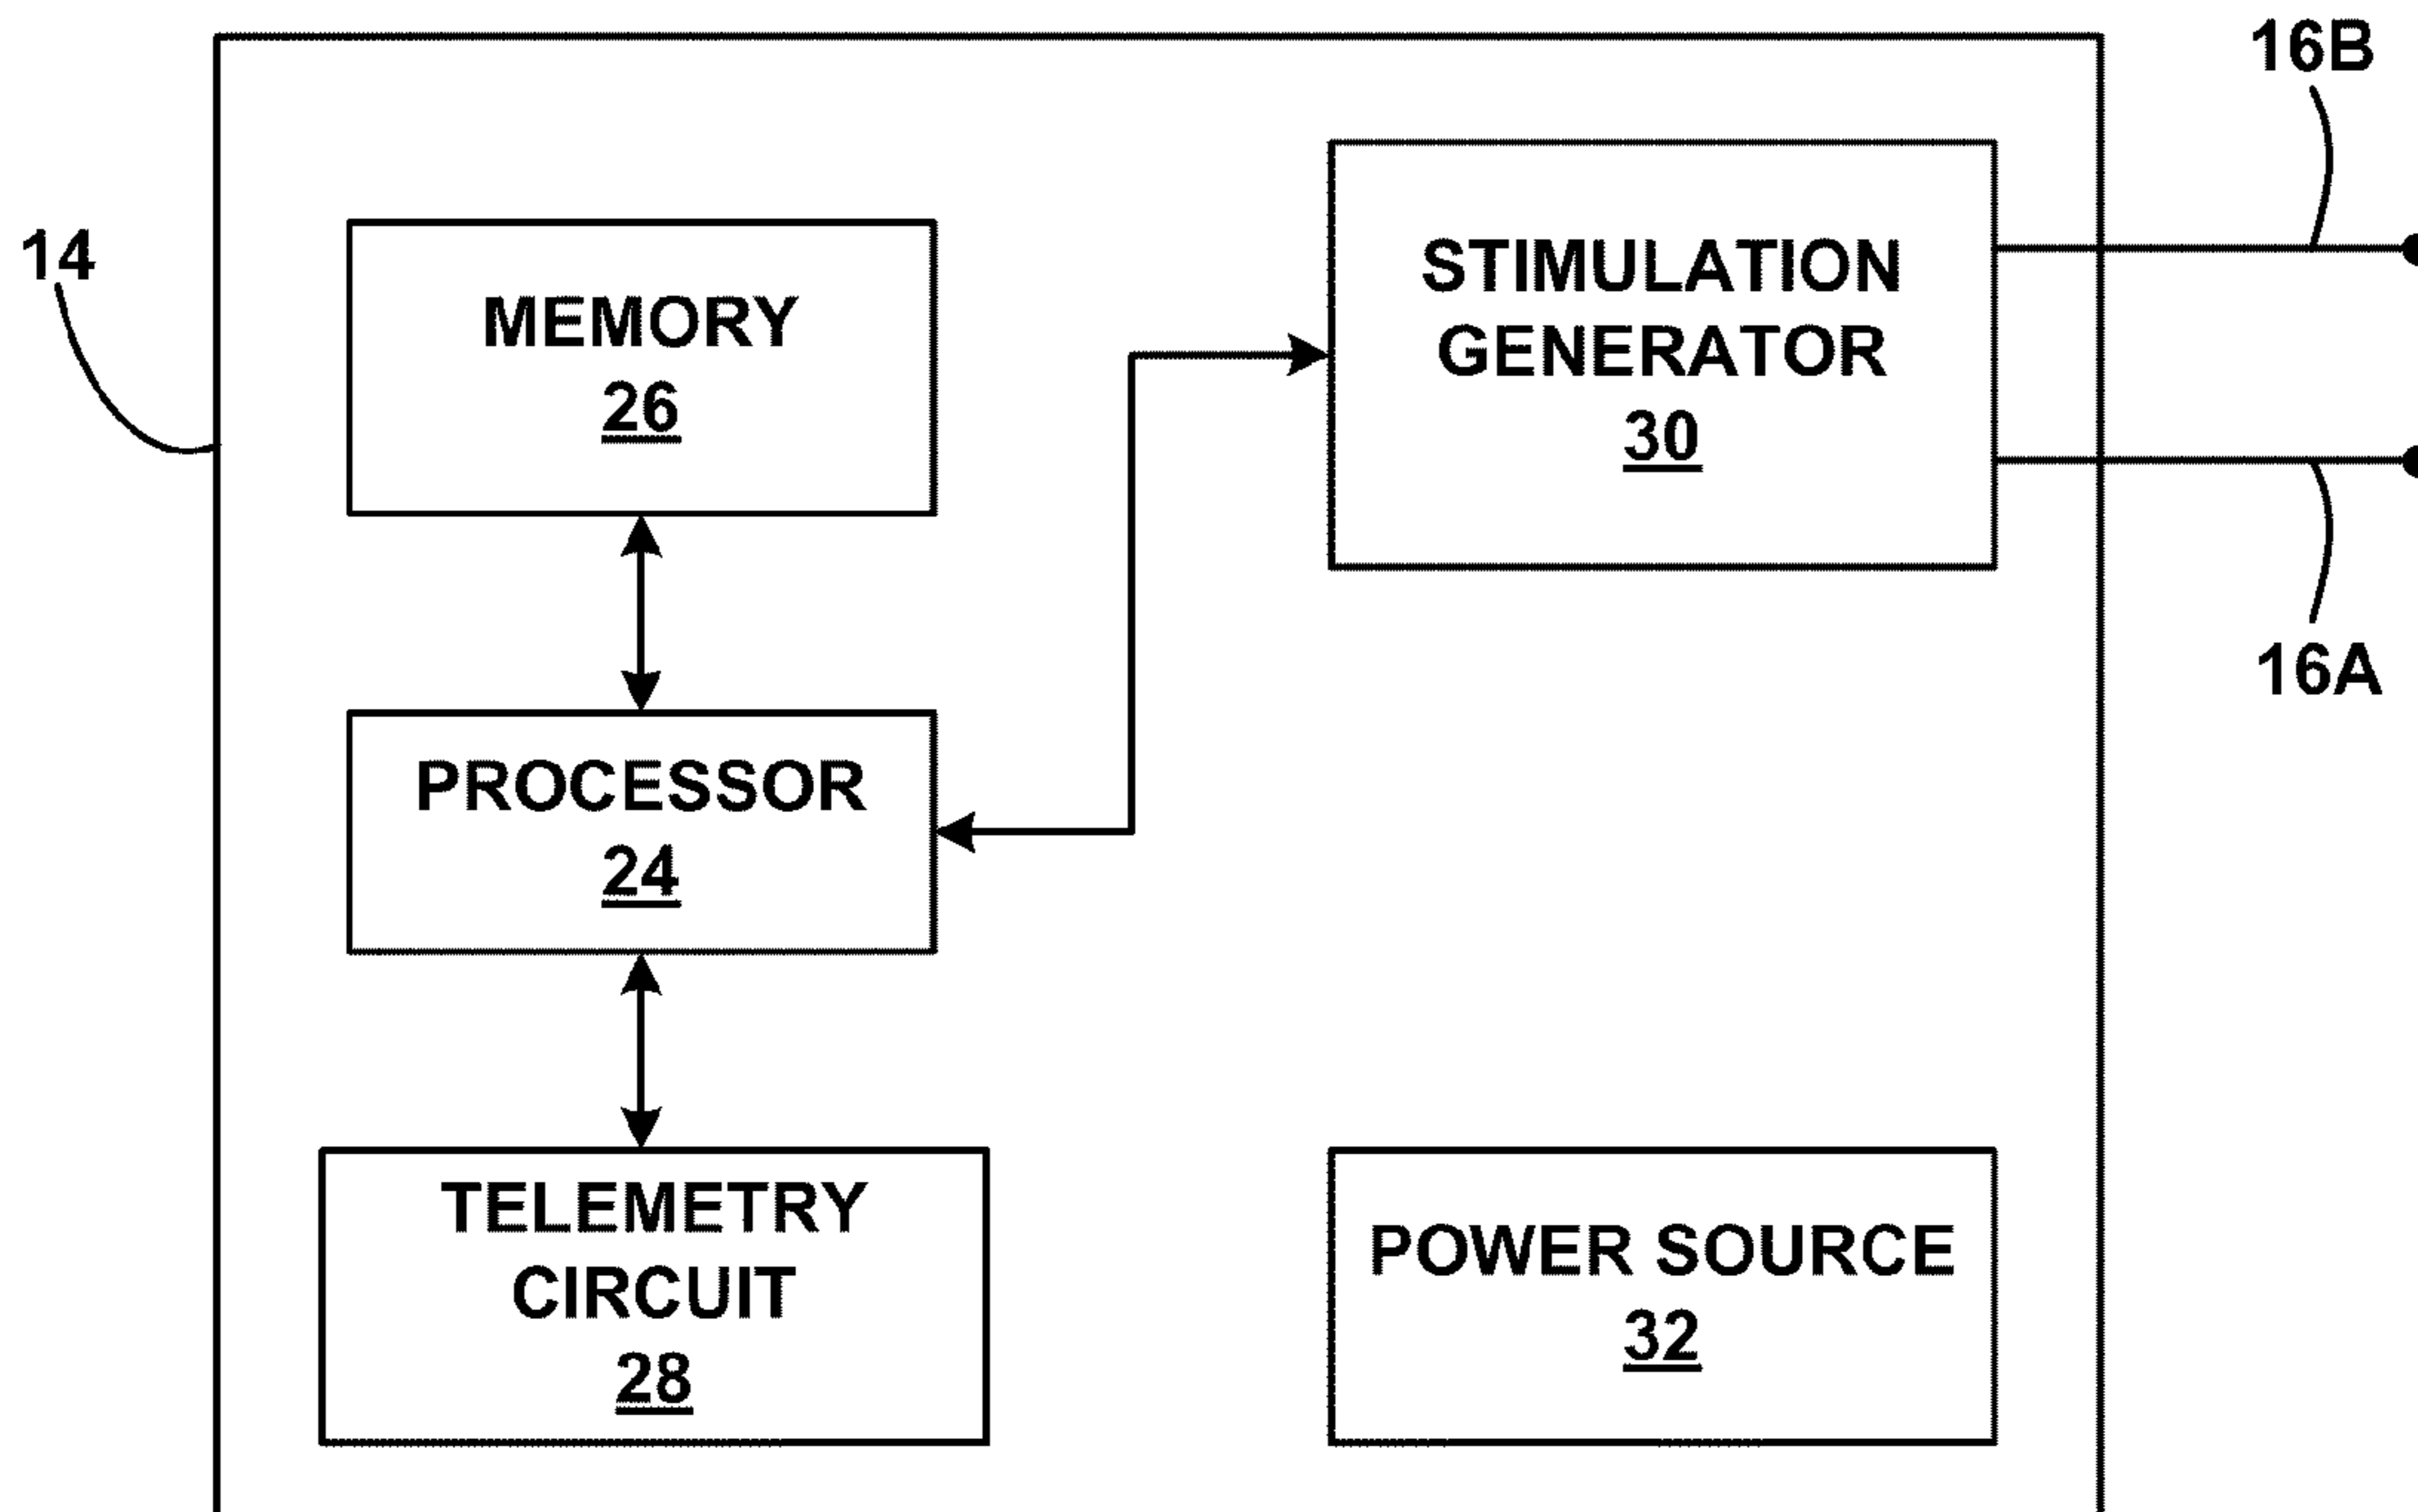 16B
14
MEMORY
26
STIMULATION
GENERATOR
30
16A
PROCESSOR
24
TELEMETRY
CIRCUIT
28
POWER SOURCE
32